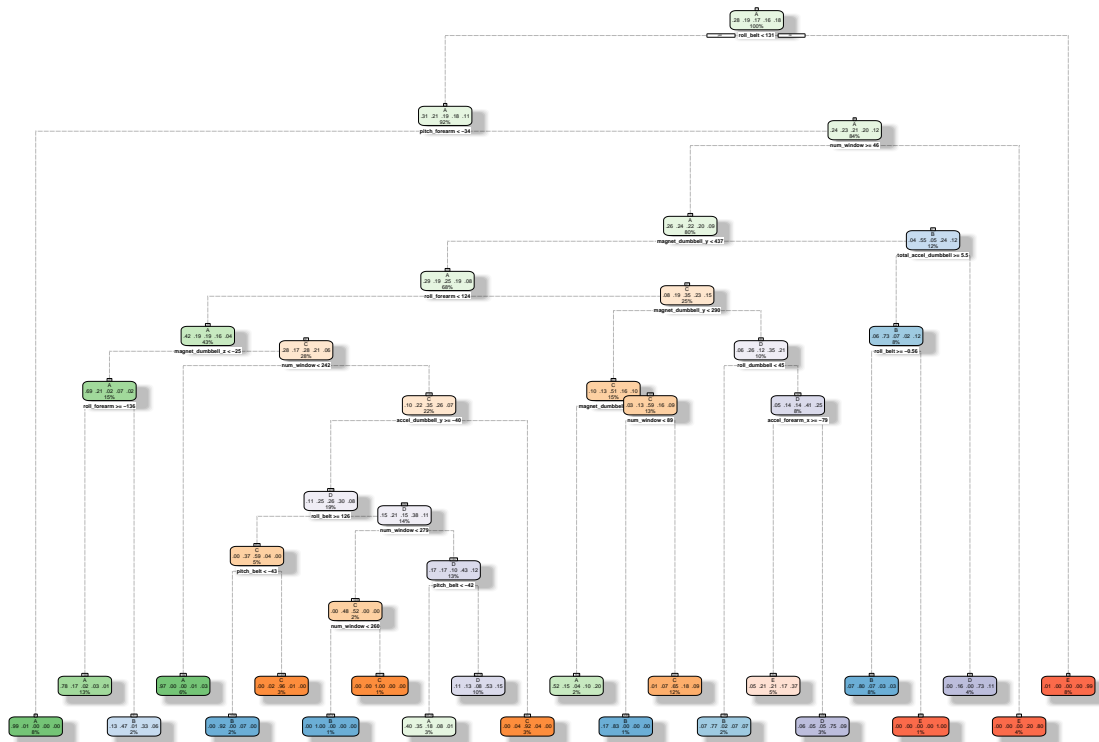 A
.28 .19 .17 .16 .18
100%
roll_belt < 131
A
.31 .21 .19 .18 .11
92%
pitch_forearm < −34
A
.24 .23 .21 .20 .12
84%
num_window >= 46
A
.26 .24 .22 .20 .09
80%
magnet_dumbbell_y < 437
B
.04 .55 .05 .24 .12
12%
total_accel_dumbbell >= 5.5
A
.29 .19 .25 .19 .08
68%
roll_forearm < 124
C
.08 .19 .35 .23 .15
25%
magnet_dumbbell_y < 290
A
.42 .19 .19 .16 .04
43%
magnet_dumbbell_z < −25
C
.28 .17 .28 .21 .06
28%
num_window < 242
D
.06 .26 .12 .35 .21
10%
roll_dumbbell < 45
B
.06 .73 .07 .02 .12
8%
roll_belt >= −0.56
A
.69 .21 .02 .07 .02
15%
roll_forearm >= −136
C
.10 .22 .35 .26 .07
22%
accel_dumbbell_y >= −40
C
.10 .13 .51 .16 .10
15%
magnet_dumbbell
C
.03 .13 .59 .16 .09
13%
num_window < 89
D
.05 .14 .14 .41 .25
8%
accel_forearm_x >= −79
D
.11 .25 .26 .30 .08
19%
roll_belt >= 126
D
.15 .21 .15 .38 .11
14%
num_window < 279
C
.00 .37 .59 .04 .00
5%
pitch_belt < −43
D
.17 .17 .10 .43 .12
13%
pitch_belt < −42
C
.00 .48 .52 .00 .00
2%
num_window < 260
A
.78 .17 .02 .03 .01
13%
A
.97 .00 .00 .01 .03
8%
C
.00 .02 .96 .01 .00
3%
C
.00 .00 1.00 .00 .00
1%
D
.11 .13 .08 .53 .15
10%
A
.52 .15 .04 .10 .20
2%
C
.01 .07 .65 .18 .09
12%
E
.05 .21 .21 .17 .37
5%
B
.07 .80 .07 .03 .03
8%
D
.00 .16 .00 .73 .11
4%
E
.01 .00 .00 .00 .99
8%
A
.99 .01 .00 .00 .00
8%
B
.13 .47 .01 .33 .06
2%
B
.00 .92 .00 .07 .00
2%
B
.00 1.00 .00 .00 .00
1%
A
.40 .35 .16 .08 .01
3%
C
.00 .04 .92 .04 .00
3%
B
.17 .83 .00 .00 .00
1%
B
.07 .77 .02 .07 .07
2%
D
.06 .05 .05 .75 .09
3%
E
.00 .00 .00 .00 1.00
1%
E
.00 .00 .00 .20 .80
4%